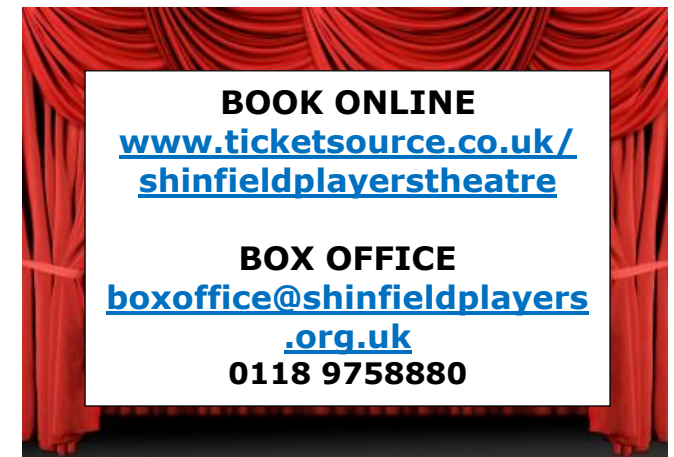 BOOK ONLINE
www.ticketsource.co.uk/
shinfieldplayerstheatre
BOX OFFICE
boxoffice@shinfieldplayers
.org.uk
0118 9758880